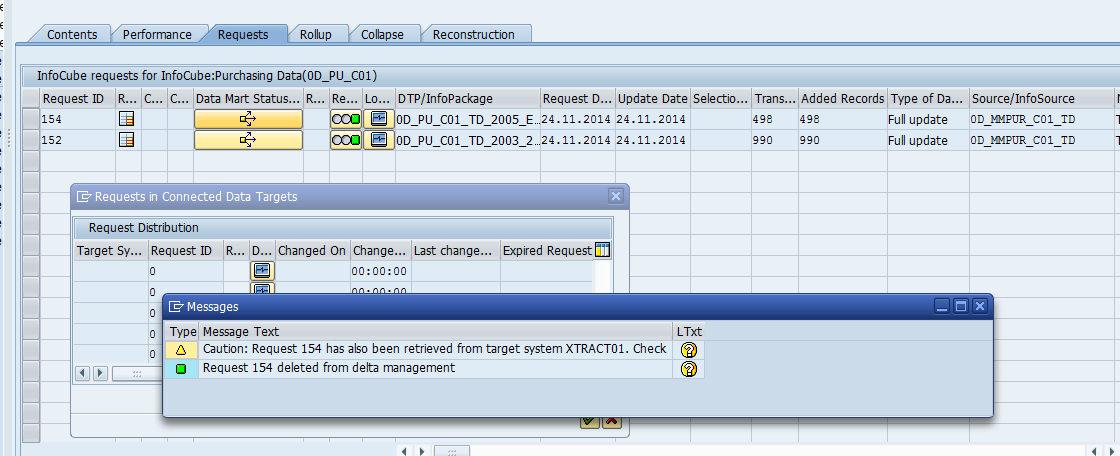 Contents Performance Requests Rollup Collapse Reconstruction
InfoCube requests for InfoCube:Purchasing Data(0D_PU_C01)
Request ID R... C... C... Data Mart Status... R... Re... Lo... DTP/InfoPackage Request D... Update Date Selectio... Trans... Added Records Type of Da... Source/InfoSource
154 0D_PU_C01_TD_2005_E... 24.11.2014 24.11.2014 498 498 Full update 0D_MMPUR_C01_TD
152 0D_PU_C01_TD_2003_2... 24.11.2014 24.11.2014 990 990 Full update 0D_MMPUR_C01_TD
Requests in Connected Data Targets
Request Distribution
Target Sy... Request ID R... D... Changed On Change... Last change... Expired Request
0 00:00:00
0 00:00:00
0
0
0
Messages
Type Message Text LTxt
Caution: Request 154 has also been retrieved from target system XTRACT01. Check
Request 154 deleted from delta management